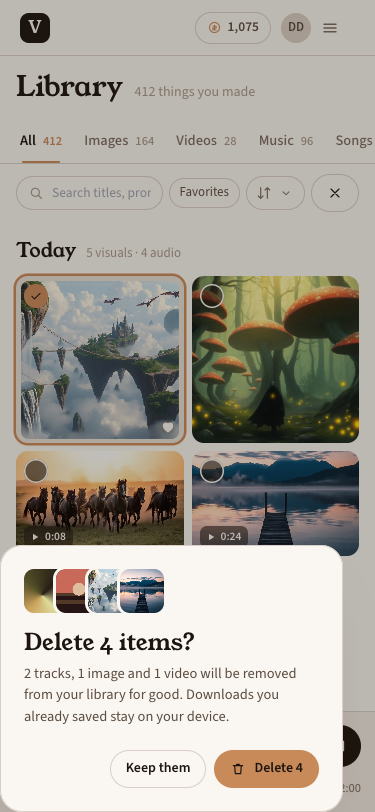 V
1,075
DD
Library
412 things you made
All 412
Images 164
Videos 28
Music 96
Songs
Search titles, pror
Favorites
Today
5 visuals · 4 audio
0:08
0:24
Delete 4 items?
2 tracks, 1 image and 1 video will be removed
from your library for good. Downloads you
already saved stay on your device.
Keep them
Delete 4
2:00